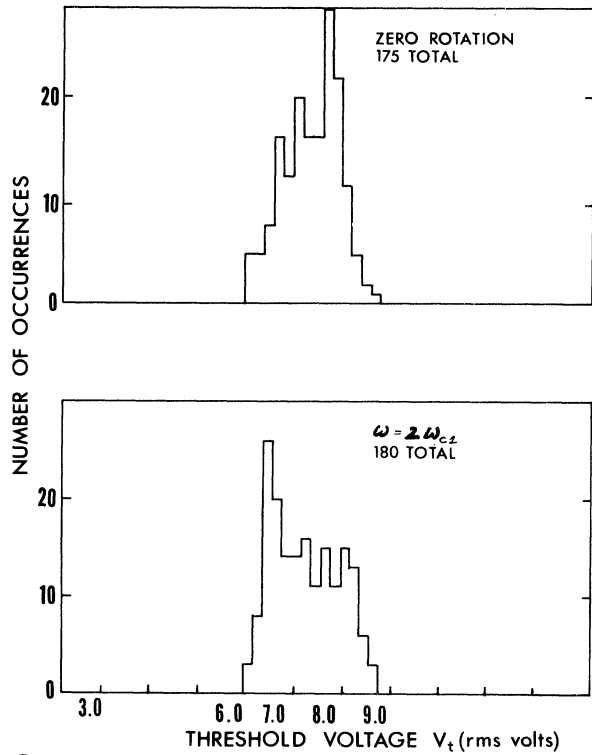 ZERO ROTATION
175 TOTAL
20
10
0
NUMBER OF OCCURRENCES
ω = 2 ω_c1
180 TOTAL
20
10
0
3.0 6.0 7.0 8.0 9.0
THRESHOLD VOLTAGE V_t (rms volts)